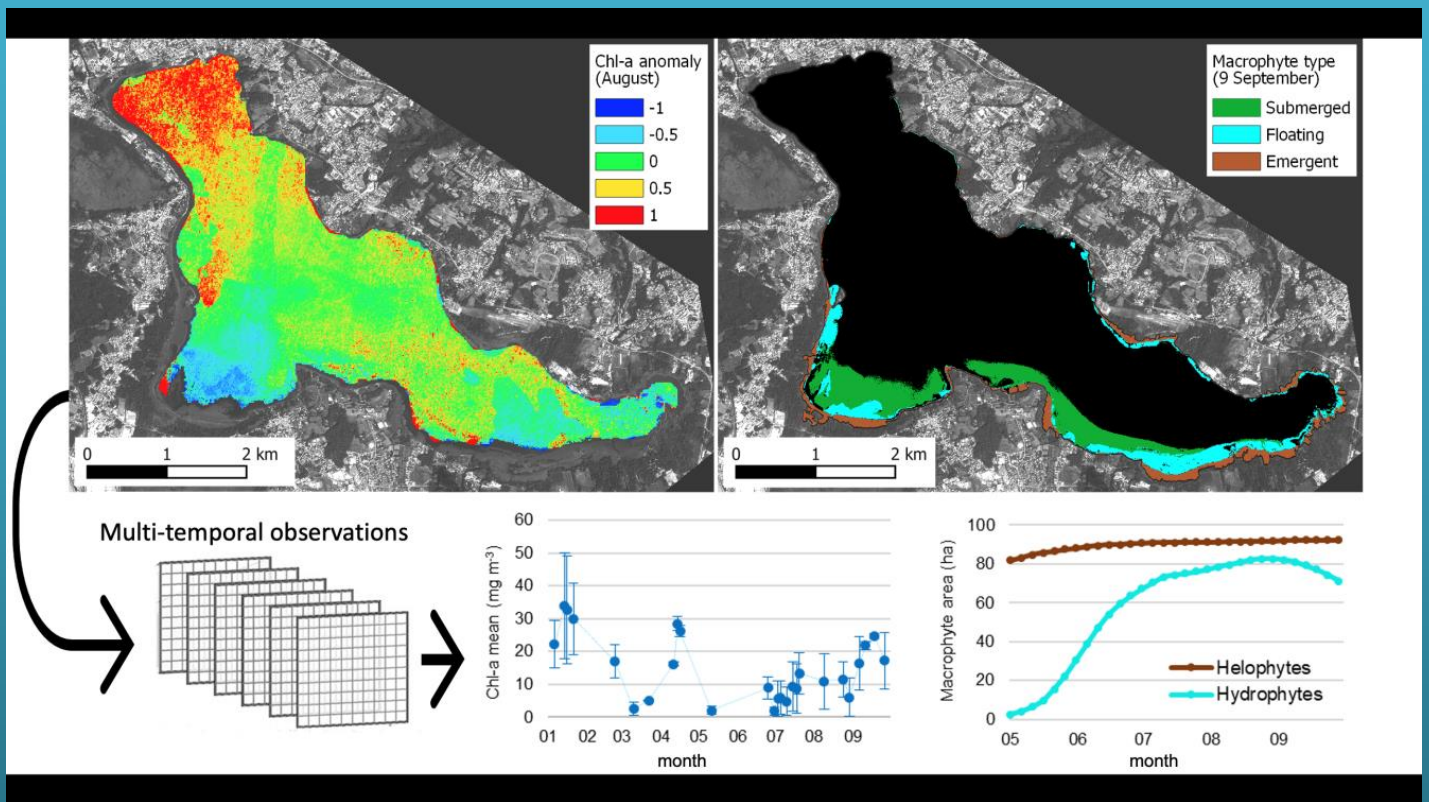 Chl-a anomaly
(August)
-1
-0.5
0
0.5
1
0 1 2 km
Macrophyte type
(9 September)
Submerged
Floating
Emergent
0 1 2 km
Multi-temporal observations
Chl-a mean (mg m⁻³)
60
50
40
30
20
10
0
01 02 03 04 05 06 07 08 09
month
Macrophyte area (ha)
100
80
60
40
20
0
Helophytes
Hydrophytes
05 06 07 08 09
month